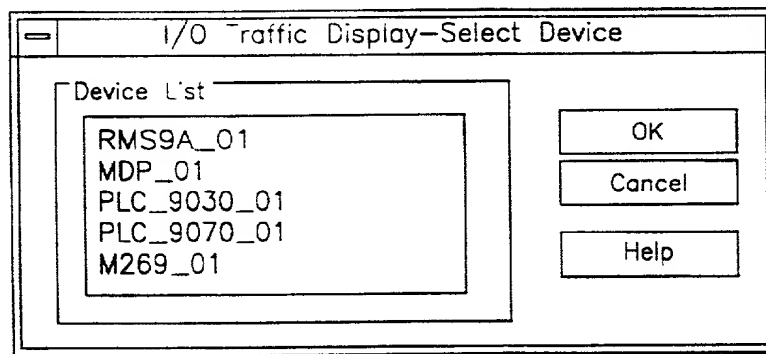 I/O Traffic Display-Select Device
Device List
RMS9A_01
MDP_01
PLC_9030_01
PLC_9070_01
M269_01
OK
Cancel
Help